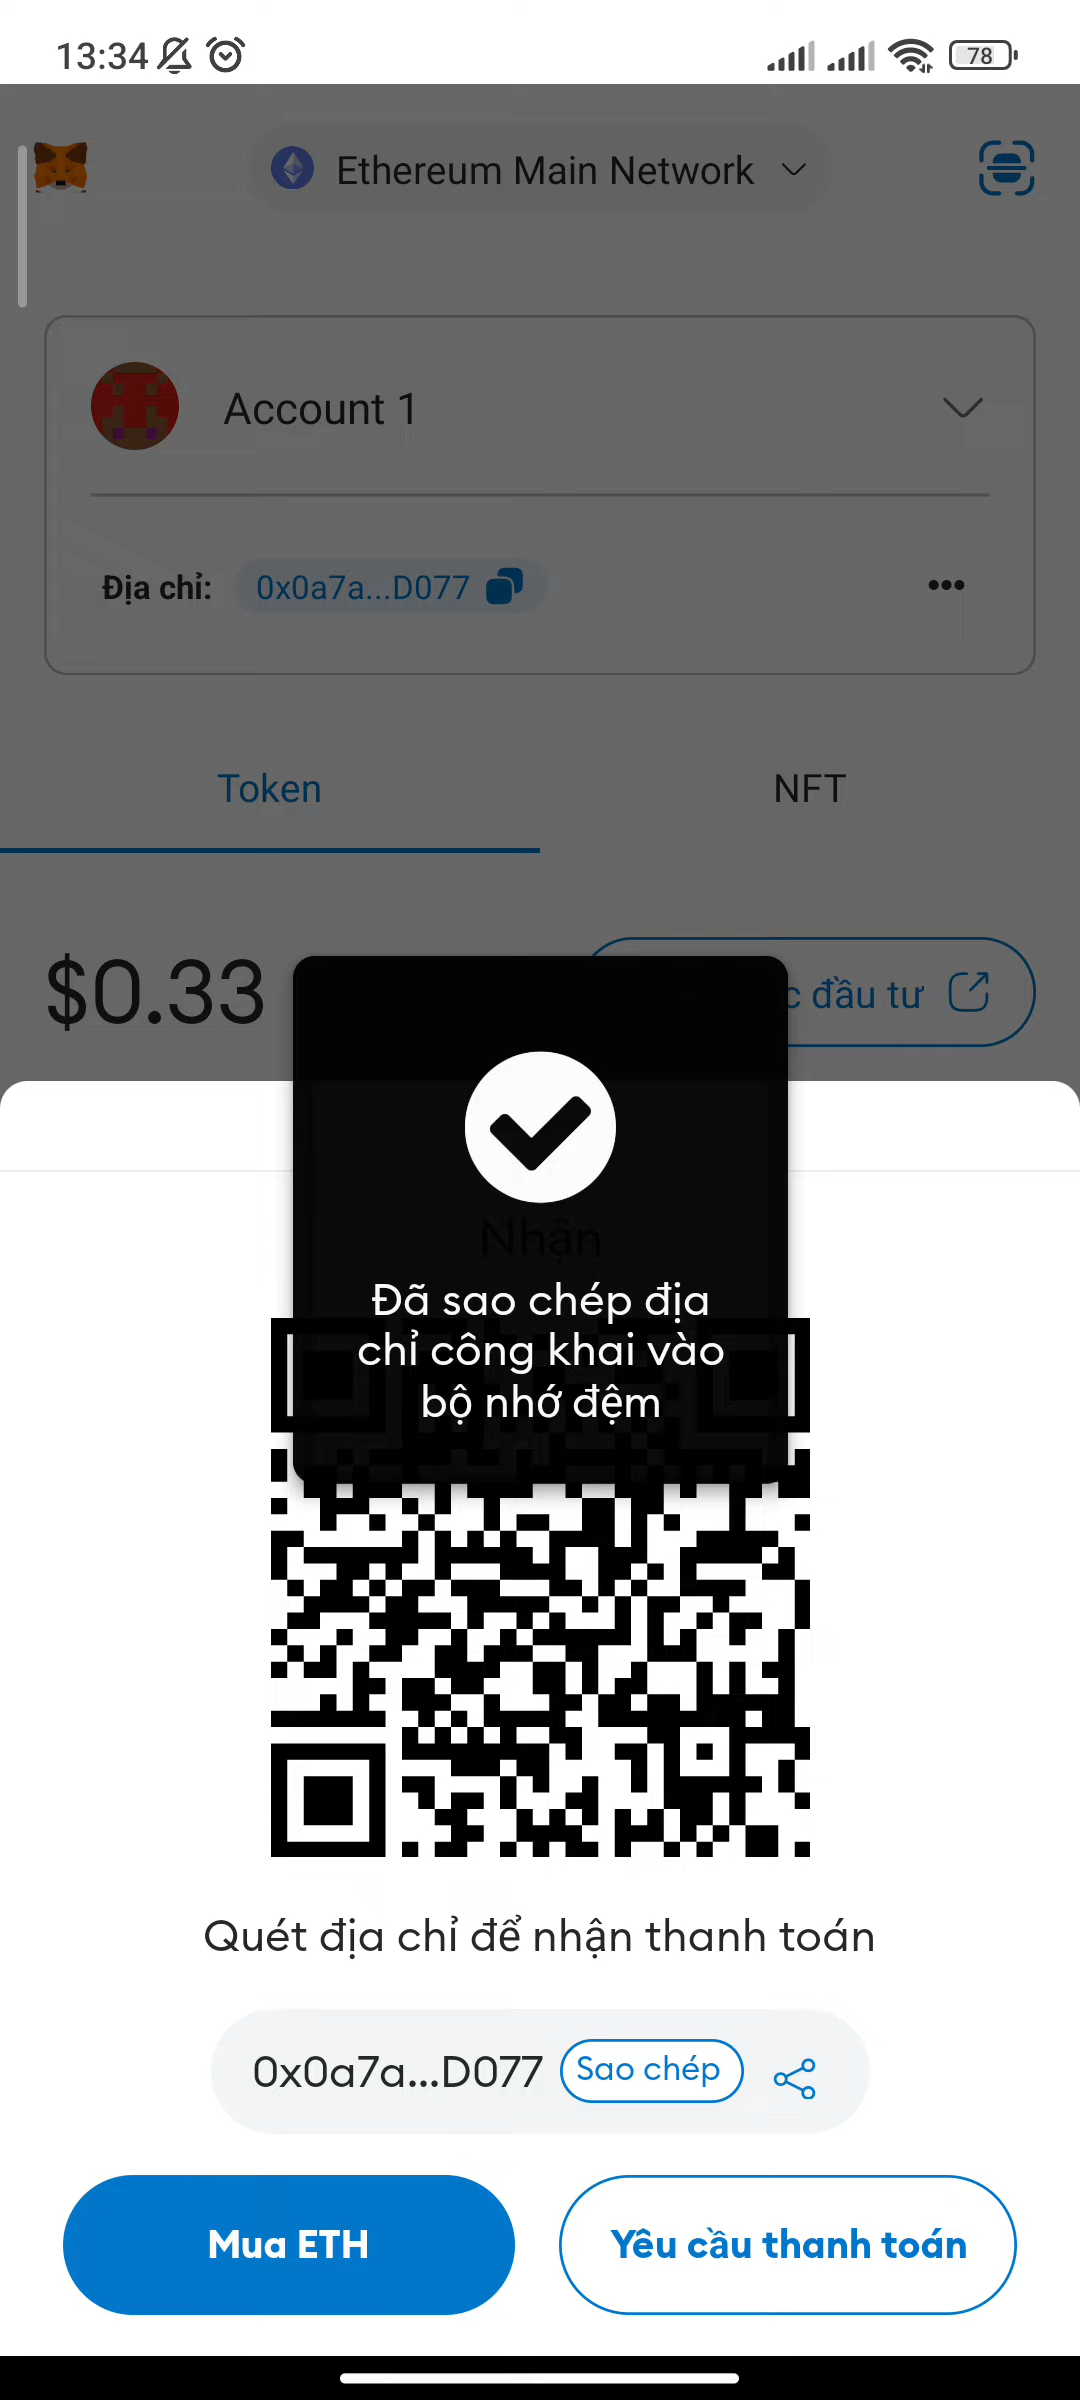 13:34
78
Ethereum Main Network
Account 1
Địa chỉ: 0x0a7a...D077
Token
NFT
$0.33
đầu tư
Nhận
Đã sao chép địa
chỉ công khai vào
bộ nhớ đệm
Quét địa chỉ để nhận thanh toán
0x0a7a...D077 Sao chép
Mua ETH
Yêu cầu thanh toán